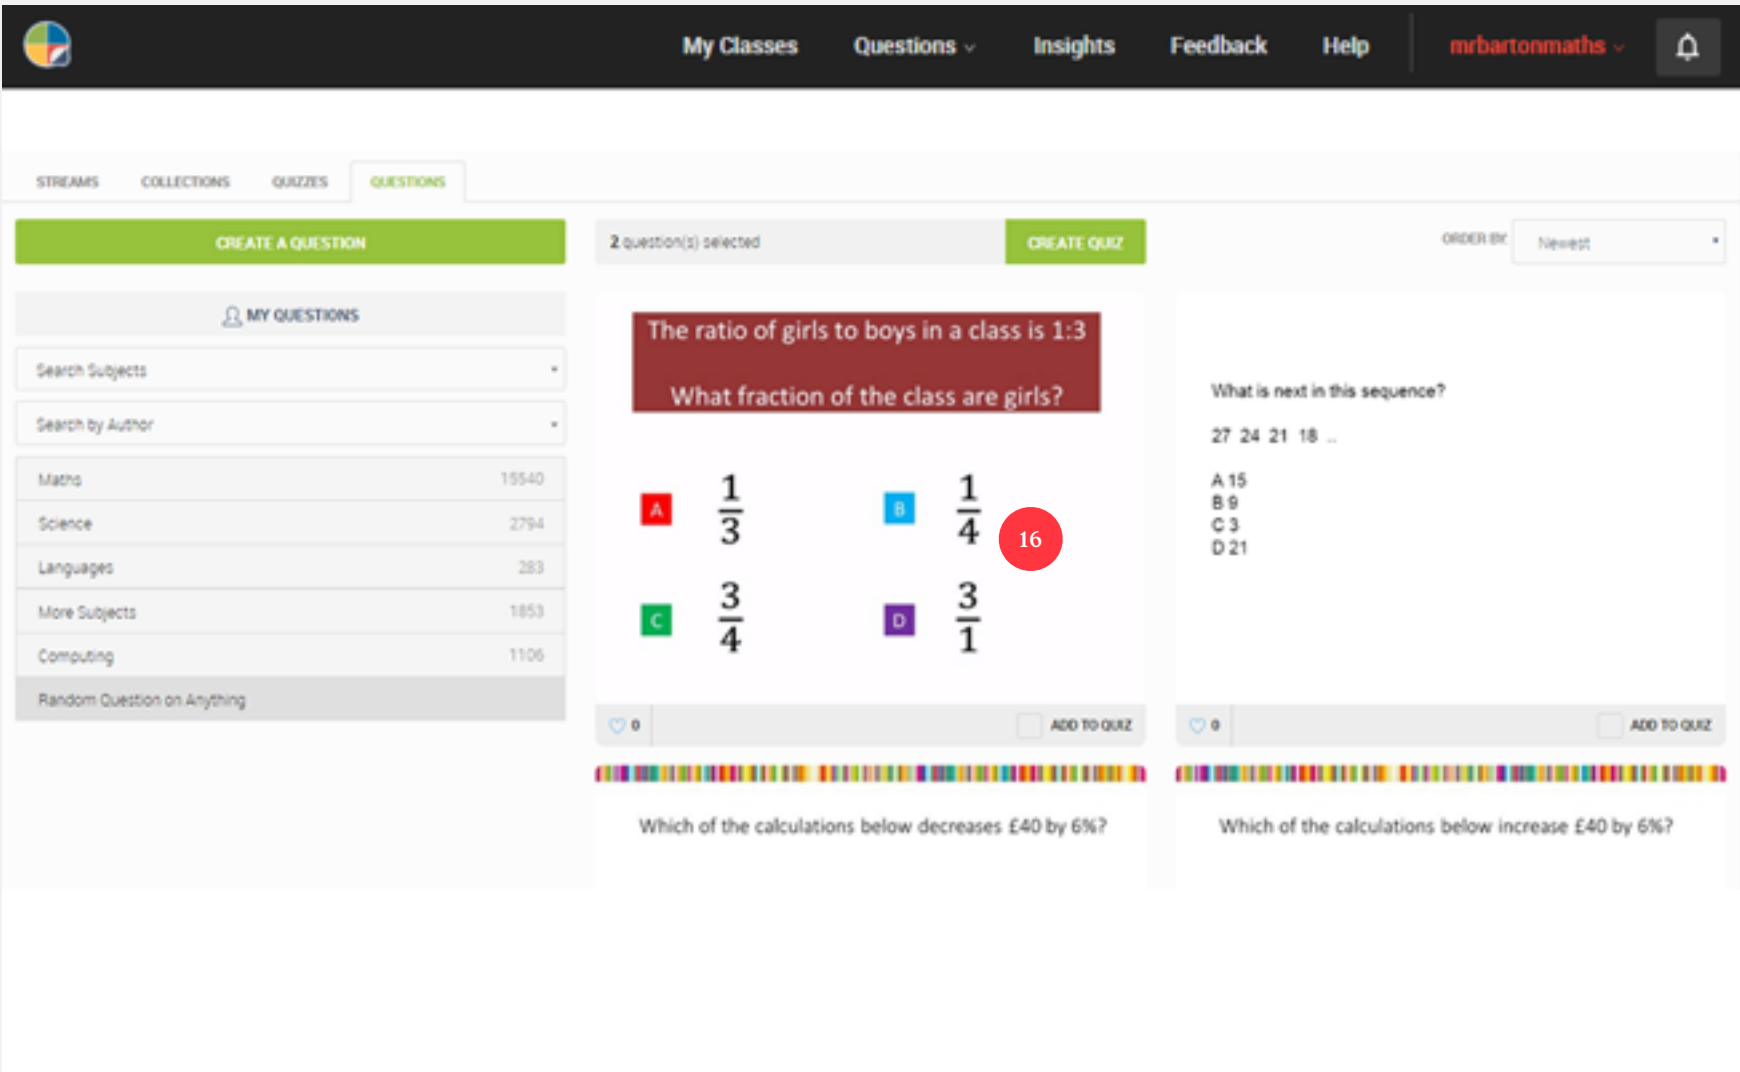 My Classes Questions Insights Feedback Help mrbartonmaths
STREAMS COLLECTIONS QUIZZES QUESTIONS
CREATE A QUESTION
2 question(s) selected CREATE QUIZ
ORDER BY: Newest
MY QUESTIONS
Search Subjects
Search by Author
Maths 15540
Science 2794
Languages 283
More Subjects 1853
Computing 1106
Random Question on Anything
The ratio of girls to boys in a class is 1:3
What fraction of the class are girls?
A 1/3
B 1/4
16
C 3/4
D 3/1
0 ADD TO QUIZ
What is next in this sequence?
27 24 21 18 ..
A 15
B 9
C 3
D 21
0 ADD TO QUIZ
Which of the calculations below decreases £40 by 6%?
Which of the calculations below increase £40 by 6%?